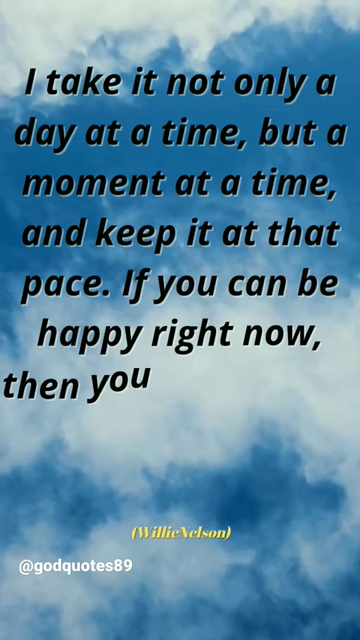 I take it not only a
day at a time, but a
moment at a time,
and keep it at that
pace. If you can be
happy right now,
then you
(WillieNelson)
@godquotes89